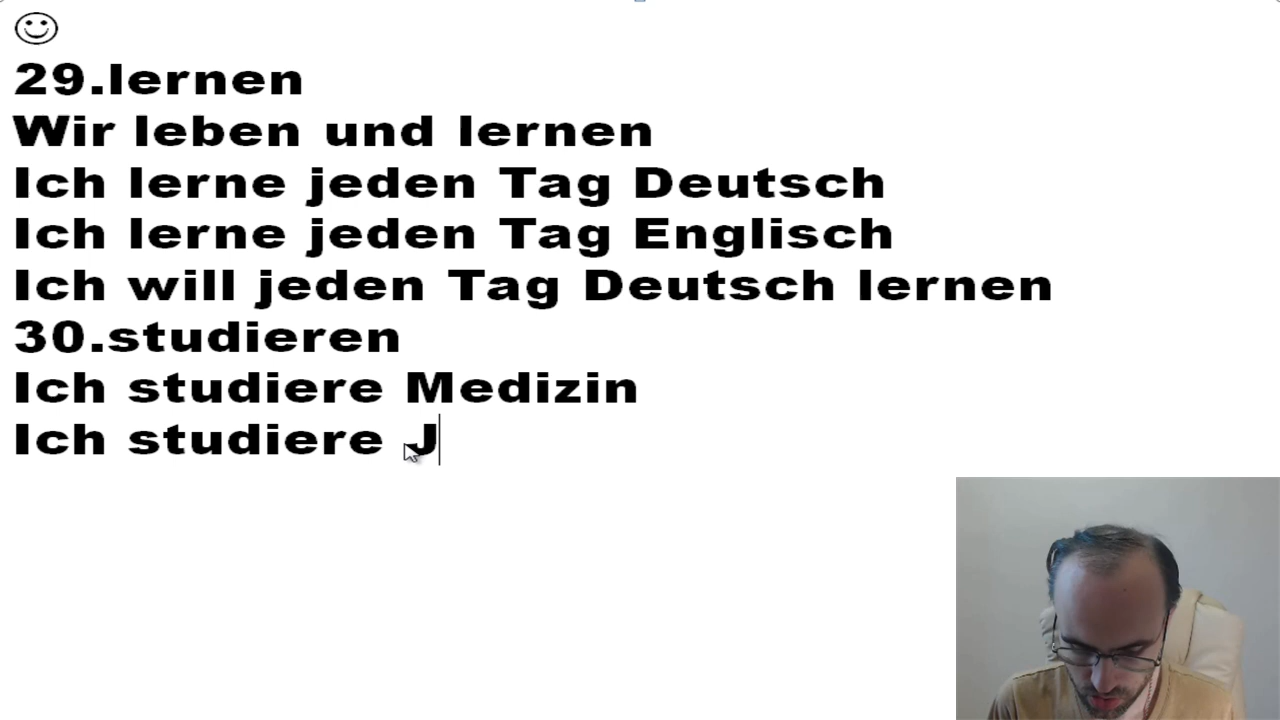 29.lernen
Wir leben und lernen
Ich lerne jeden Tag Deutsch
Ich lerne jeden Tag Englisch
Ich will jeden Tag Deutsch lernen
30.studieren
Ich studiere Medizin
Ich studiere J